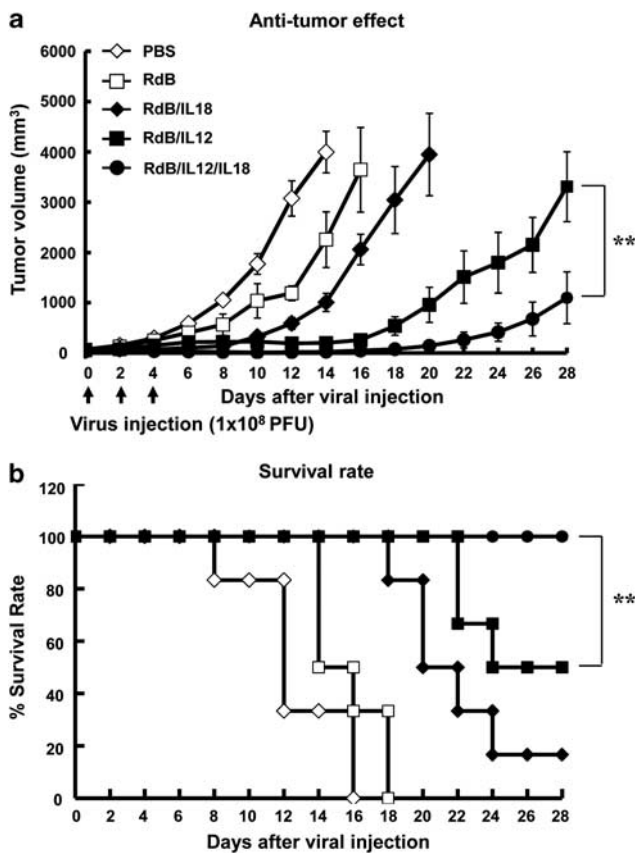 a
Anti-tumor effect
6000
5000
4000
3000
2000
1000
0
Tumor volume (mm³)
PBS
RdB
RdB/IL18
RdB/IL12
RdB/IL12/IL18
**
0 2 4 6 8 10 12 14 16 18 20 22 24 26 28
Days after viral injection
Virus injection (1x10⁸ PFU)
b
Survival rate
120
100
80
60
40
20
0
% Survival Rate
**
0 2 4 6 8 10 12 14 16 18 20 22 24 26 28
Days after viral injection